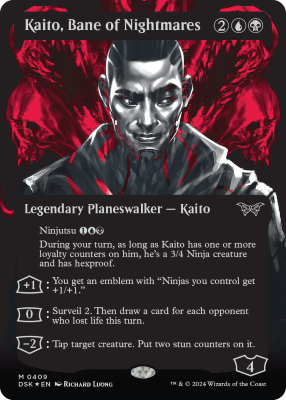 Kaito, Bane of Nightmares 2
Legendary Planeswalker — Kaito
Ninjutsu 1
During your turn, as long as Kaito has one or more
loyalty counters on him, he's a 3/4 Ninja creature
and has hexproof.
+1: You get an emblem with "Ninjas you control get
+1/+1."
0: Surveil 2. Then draw a card for each opponent
who lost life this turn.
−2: Tap target creature. Put two stun counters on it.
4
M 0409
DSK ★ EN RICHARD LUONG
™ & © 2024 Wizards of the Coast